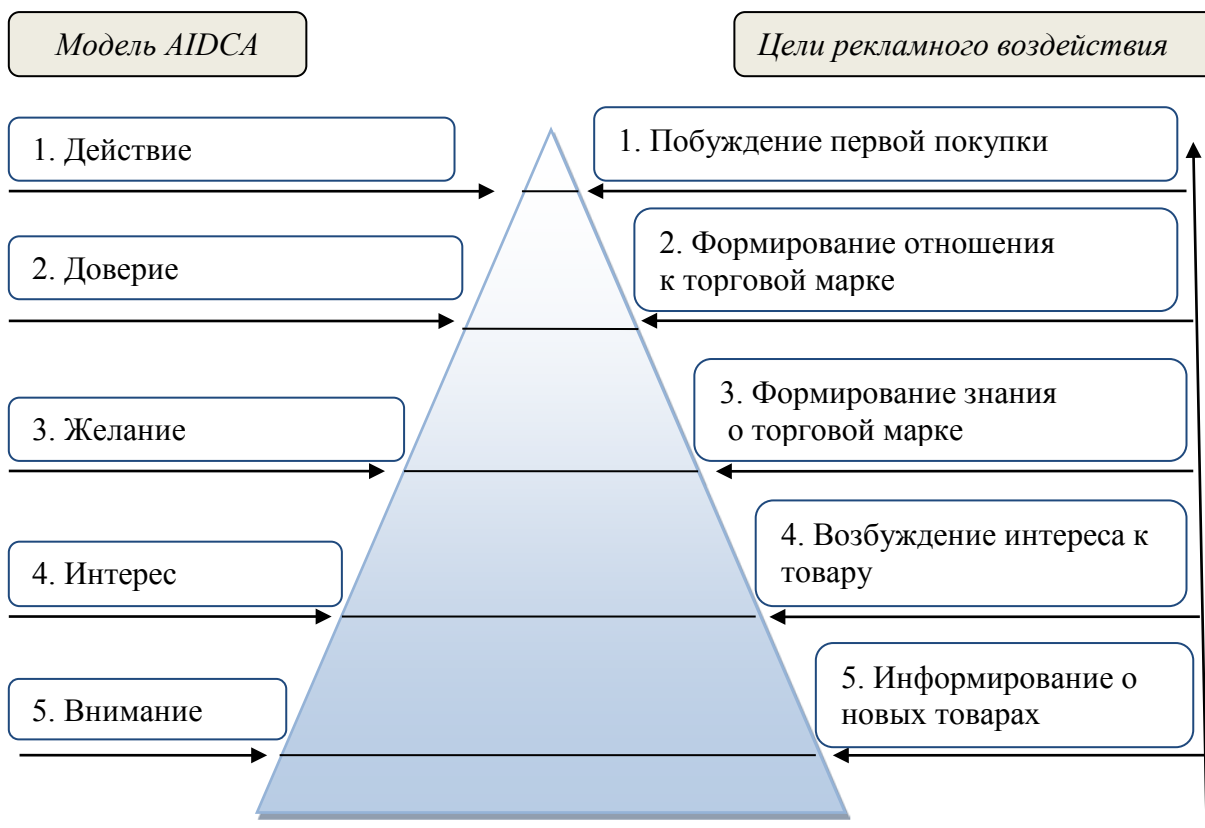 Модель AIDCA
Цели рекламного воздействия
1. Действие
1. Побуждение первой покупки
2. Доверие
2. Формирование отношения
к торговой марке
3. Желание
3. Формирование знания
о торговой марке
4. Интерес
4. Возбуждение интереса к
товару
5. Внимание
5. Информирование о
новых товарах